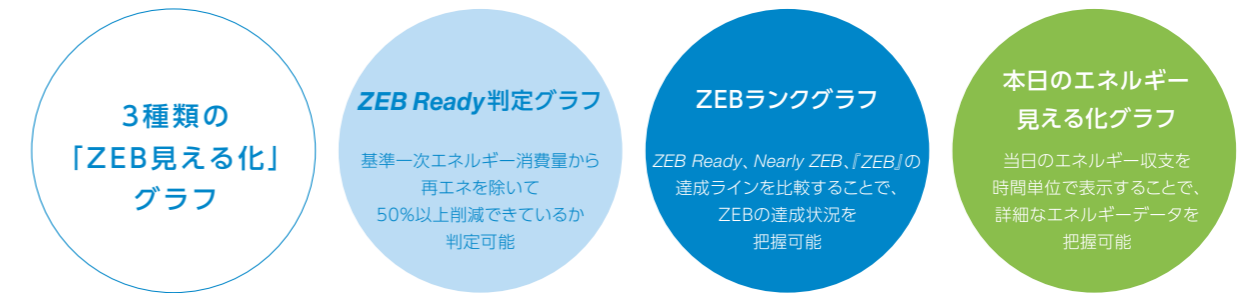 3種類の
「ZEB見える化」
グラフ
ZEB Ready判定グラフ
基準一次エネルギー消費量から
再エネを除いて
50%以上削減できているか
判定可能
ZEBランクグラフ
ZEB Ready、Nearly ZEB、『ZEB』の
達成ラインを比較することで、
ZEBの達成状況を
把握可能
本日のエネルギー
見える化グラフ
当日のエネルギー収支を
時間単位で表示することで、
詳細なエネルギーデータを
把握可能